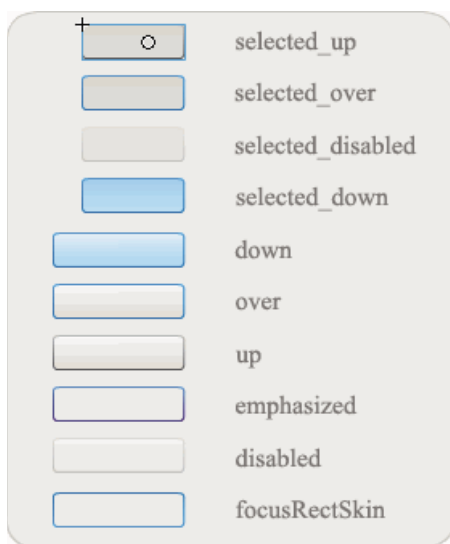 selected_up
selected_over
selected_disabled
selected_down
down
over
up
emphasized
disabled
focusRectSkin